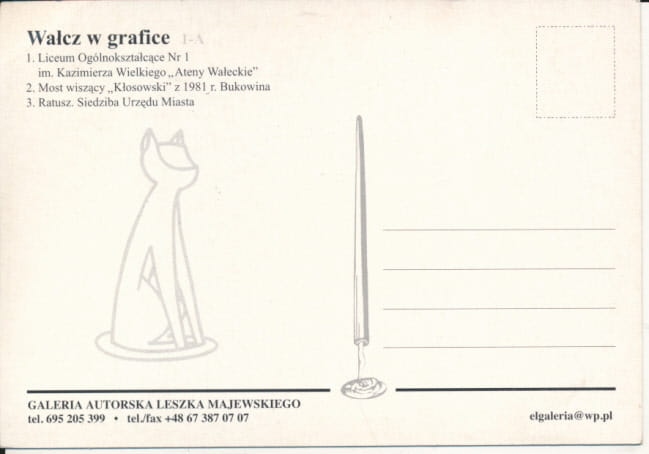 Wałcz w grafice I-A
1. Liceum Ogólnokształcące Nr 1
im. Kazimierza Wielkiego „Ateny Wałeckie”
2. Most wiszący „Kłosowski” z 1981 r. Bukowina
3. Ratusz. Siedziba Urzędu Miasta
GALERIA AUTORSKA LESZKA MAJEWSKIEGO
tel. 695 205 399 • tel./fax +48 67 387 07 07
elgaleria@wp.pl